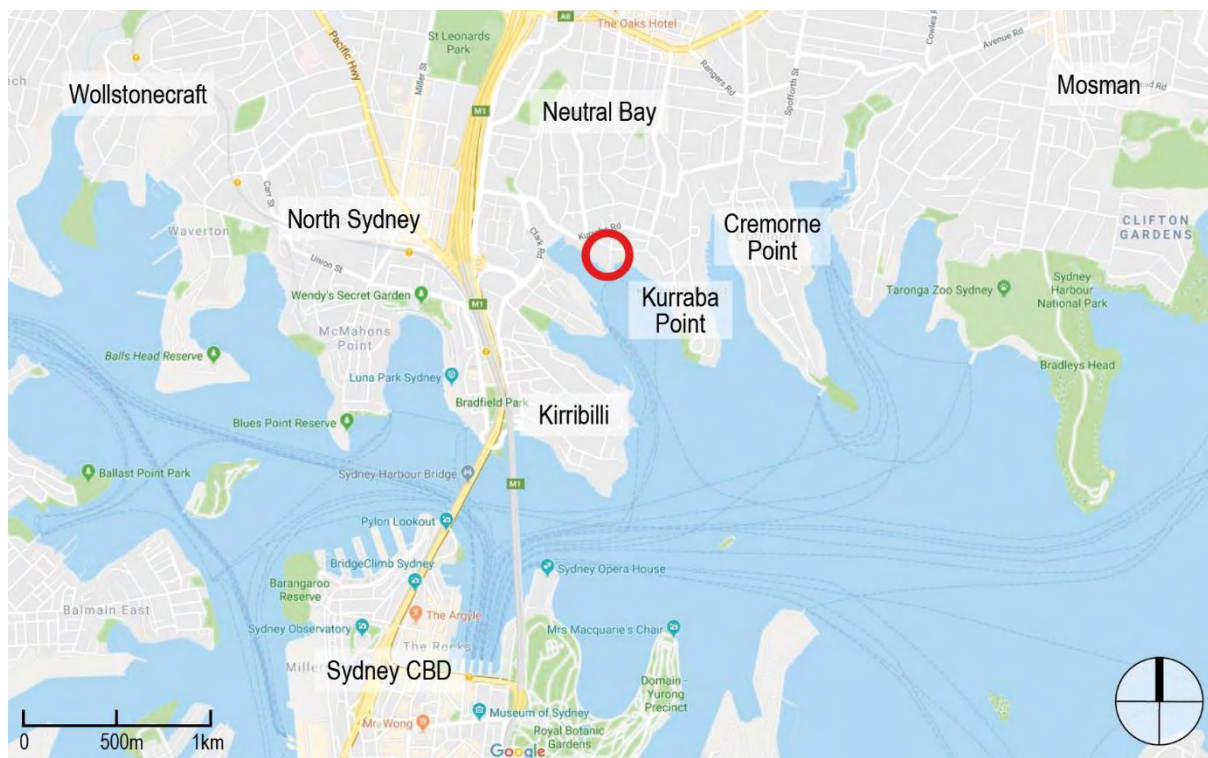 A8
The Oaks Hotel
Cowles
Avenue Rd
St Leonards
Park
Pacific Hwy
Miller St
Rangers Rd
Spofforth St
Wollstonecraft
Mosman
Neutral Bay
M1
Carr St
North Sydney
Waverton
Union St
Clark Rd
Kurraba Rd
Cremorne
Point
CLIFTON
GARDENS
Wendy's Secret Garden
M1
Kurraba
Point
Taronga Zoo Sydney
Sydney
Harbour
National Park
McMahons
Point
Balls Head Reserve
Bradleys Head
Luna Park Sydney
Bradfield Park
Kirribilli
Blues Point Reserve
Ballast Point Park
Sydney Harbour Bridge
M1
Pylon Lookout
BridgeClimb Sydney
Sydney Opera House
Barangaroo
Reserve
Balmain East
The Argyle
Sydney Observatory
Mrs Macquarie's Chair
The Rocks
Sydney CBD
Domain -
Yurong
Precinct
Museum of Sydney
Mr. Wong
Royal Botanic
Gardens
Google
0 500m 1km